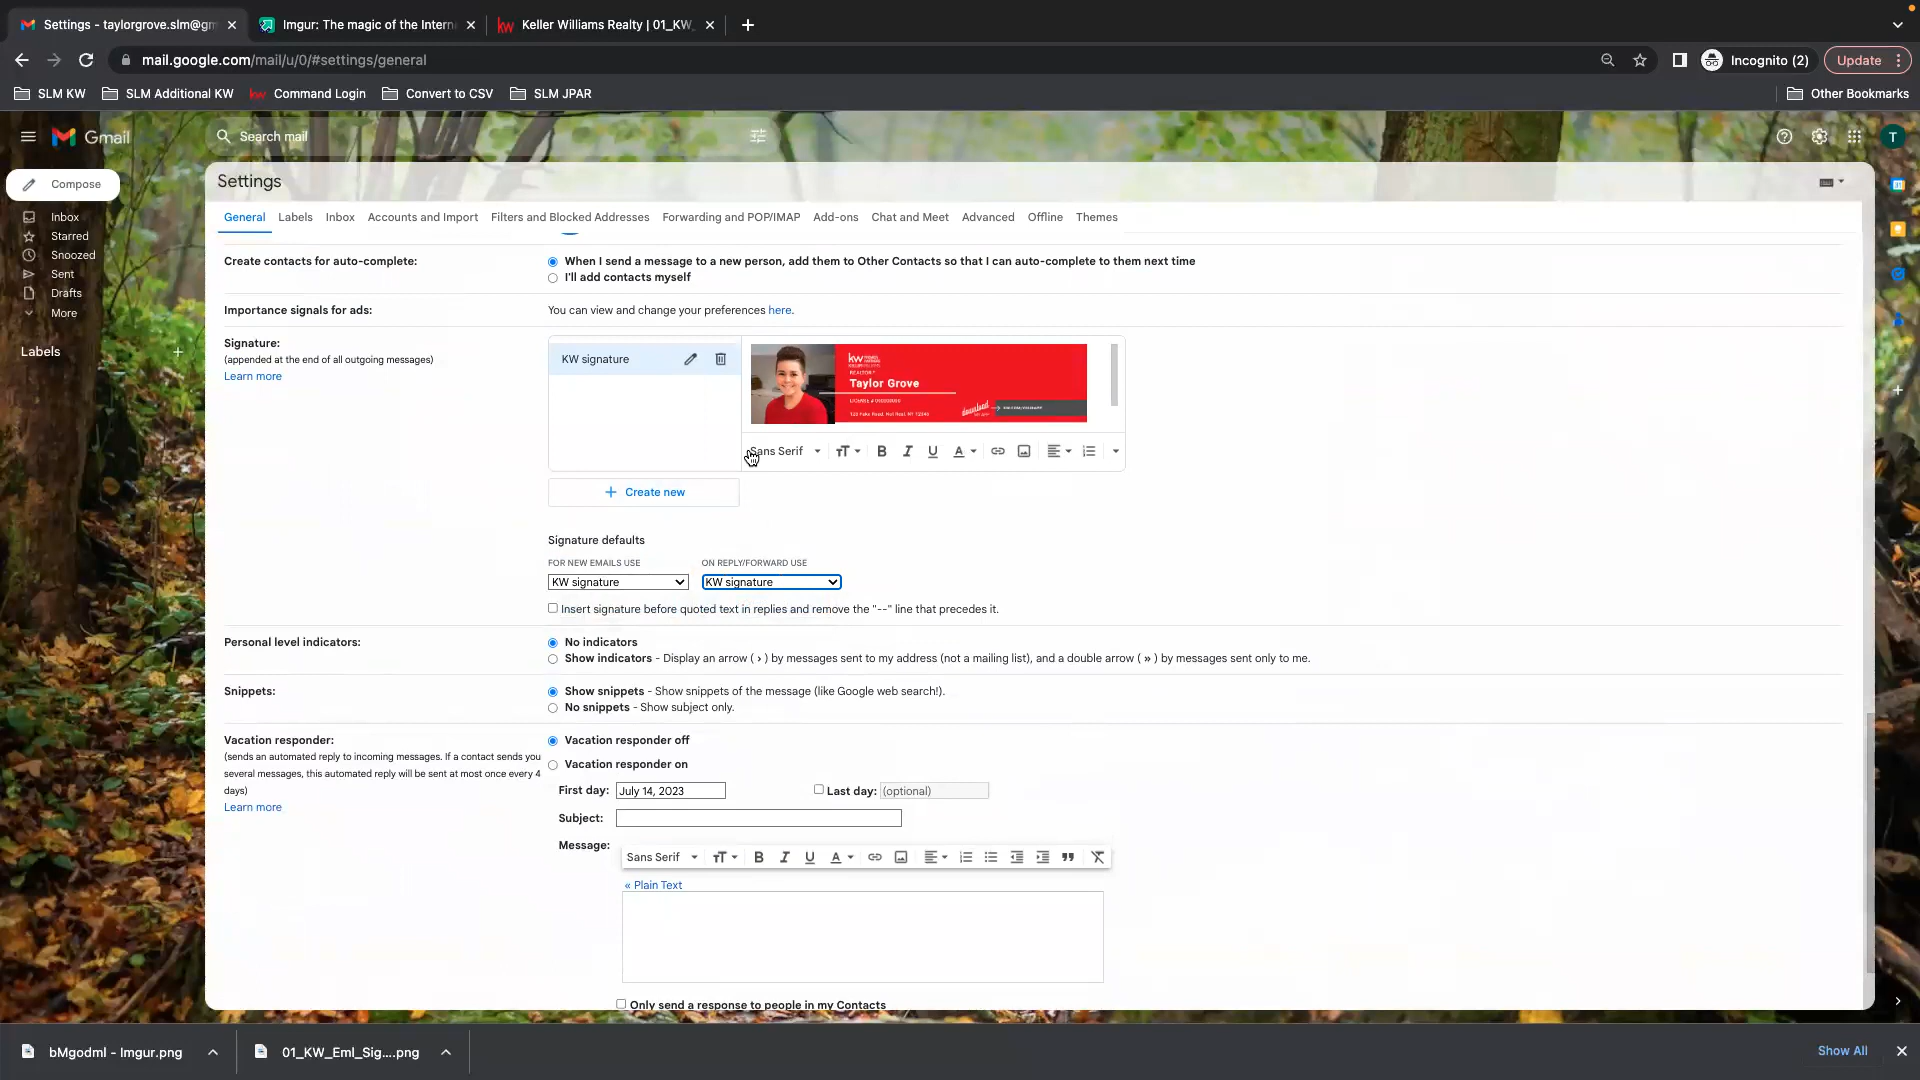 Settings - taylorgrove.slm@gm
Imgur: The magic of the Intern
Keller Williams Realty | 01_KW_
mail.google.com/mail/u/0/#settings/general
Incognito (2)
Update
SLM KW
SLM Additional KW
Command Login
Convert to CSV
SLM JPAR
Other Bookmarks
Gmail
Search mail
T
Compose
Inbox
Starred
Snoozed
Sent
Drafts
More
Labels
Settings
General
Labels
Inbox
Accounts and Import
Filters and Blocked Addresses
Forwarding and POP/IMAP
Add-ons
Chat and Meet
Advanced
Offline
Themes
Create contacts for auto-complete:
When I send a message to a new person, add them to Other Contacts so that I can auto-complete to them next time
I'll add contacts myself
Importance signals for ads:
You can view and change your preferences here.
Signature:
(appended at the end of all outgoing messages)
Learn more
KW signature
kw
REALTOR®
Taylor Grove
download
Sans Serif
Create new
Signature defaults
FOR NEW EMAILS USE
ON REPLY/FORWARD USE
KW signature
KW signature
Insert signature before quoted text in replies and remove the "--" line that precedes it.
Personal level indicators:
No indicators
Show indicators - Display an arrow ( › ) by messages sent to my address (not a mailing list), and a double arrow ( » ) by messages sent only to me.
Snippets:
Show snippets - Show snippets of the message (like Google web search!).
No snippets - Show subject only.
Vacation responder:
(sends an automated reply to incoming messages. If a contact sends you
several messages, this automated reply will be sent at most once every 4
days)
Learn more
Vacation responder off
Vacation responder on
First day:
July 14, 2023
Last day:
(optional)
Subject:
Message:
Sans Serif
« Plain Text
Only send a response to people in my Contacts
bMgodml - Imgur.png
01_KW_Eml_Sig....png
Show All